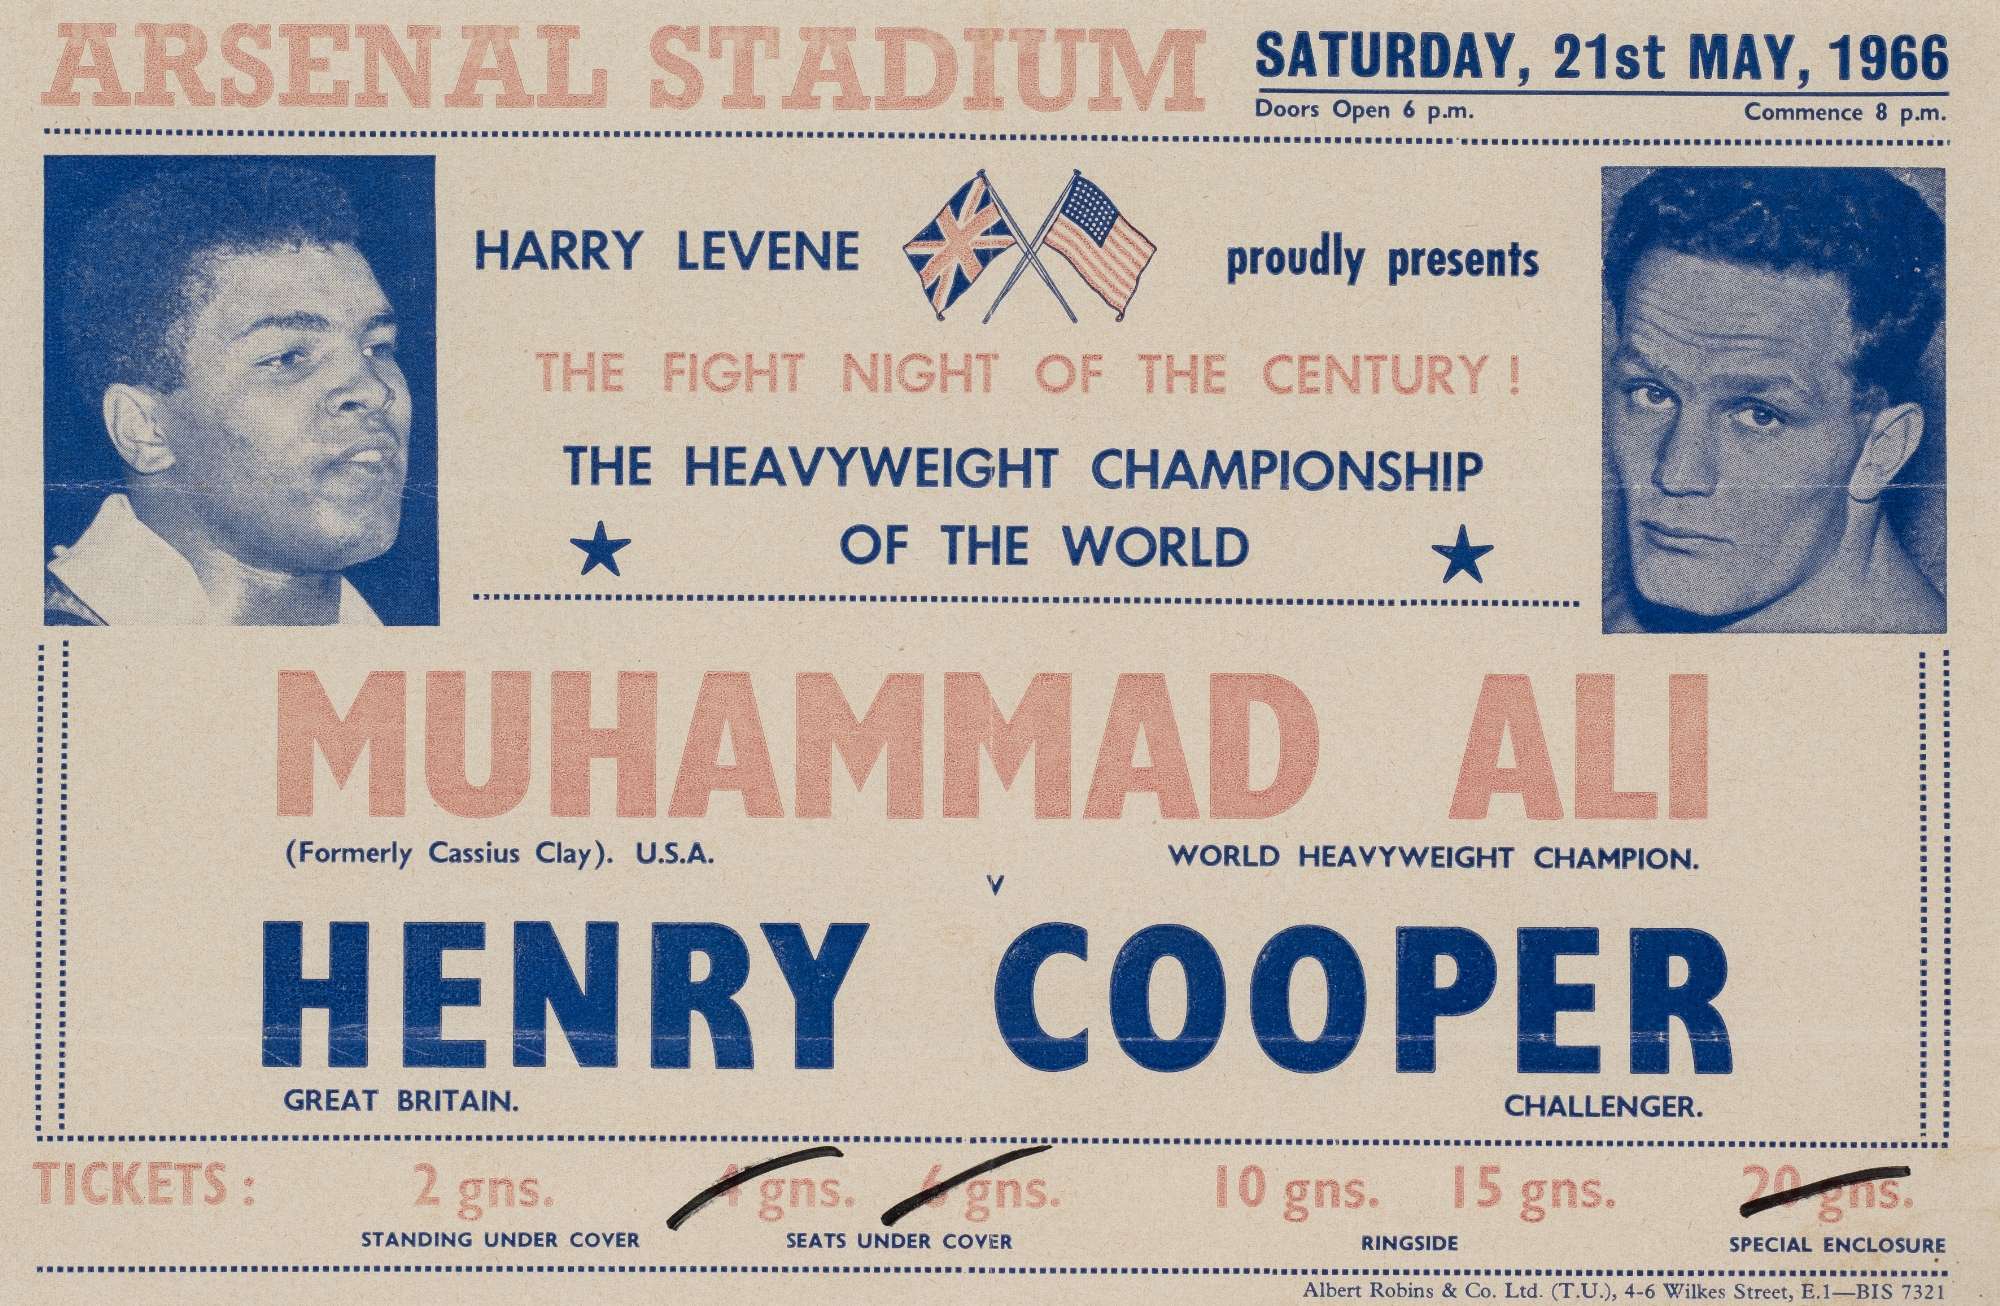 ARSENAL STADIUM
SATURDAY, 21st MAY, 1966
Doors Open 6 p.m. Commence 8 p.m.
HARRY LEVENE proudly presents
THE FIGHT NIGHT OF THE CENTURY!
THE HEAVYWEIGHT CHAMPIONSHIP
OF THE WORLD
MUHAMMAD ALI
(Formerly Cassius Clay). U.S.A. WORLD HEAVYWEIGHT CHAMPION.
v
HENRY COOPER
GREAT BRITAIN. CHALLENGER.
TICKETS: 2 gns. 4 gns. 6 gns. 10 gns. 15 gns. 20 gns.
STANDING UNDER COVER SEATS UNDER COVER RINGSIDE SPECIAL ENCLOSURE
Albert Robins & Co. Ltd. (T.U.), 4-6 Wilkes Street, E.1—BIS 7321